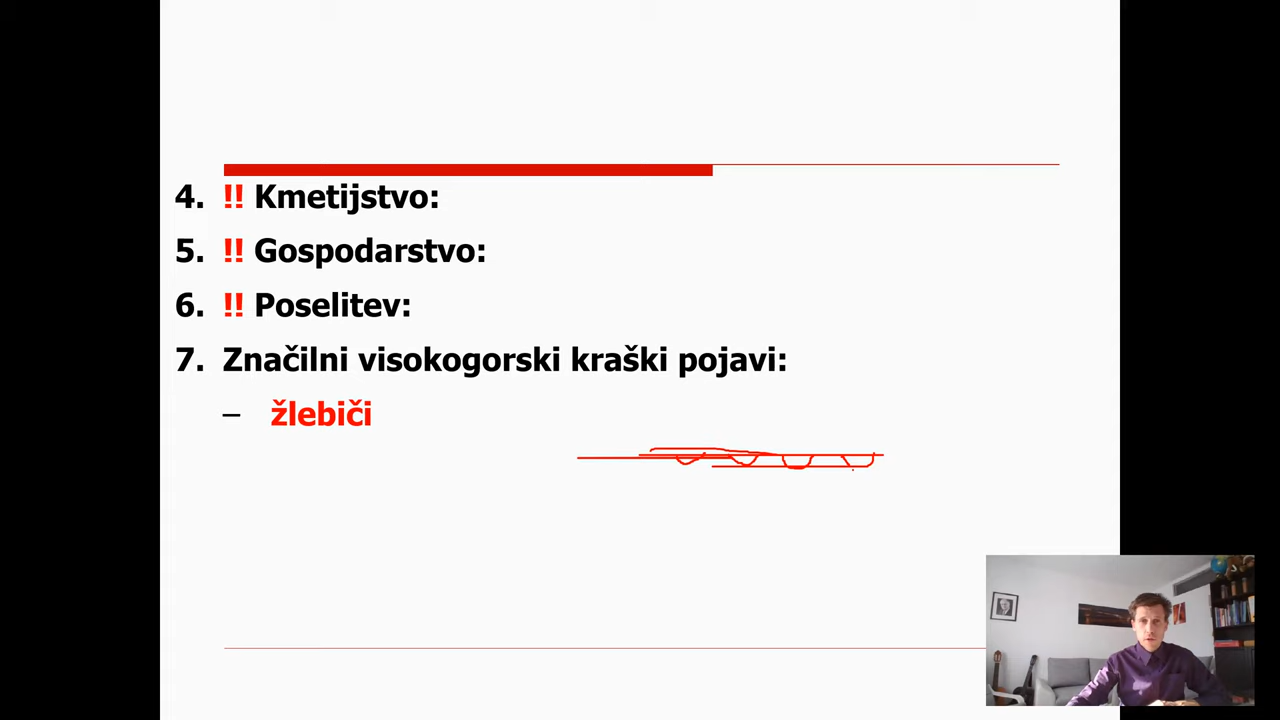 4. !! Kmetijstvo:
5. !! Gospodarstvo:
6. !! Poselitev:
7. Značilni visokogorski kraški pojavi:
– žlebiči